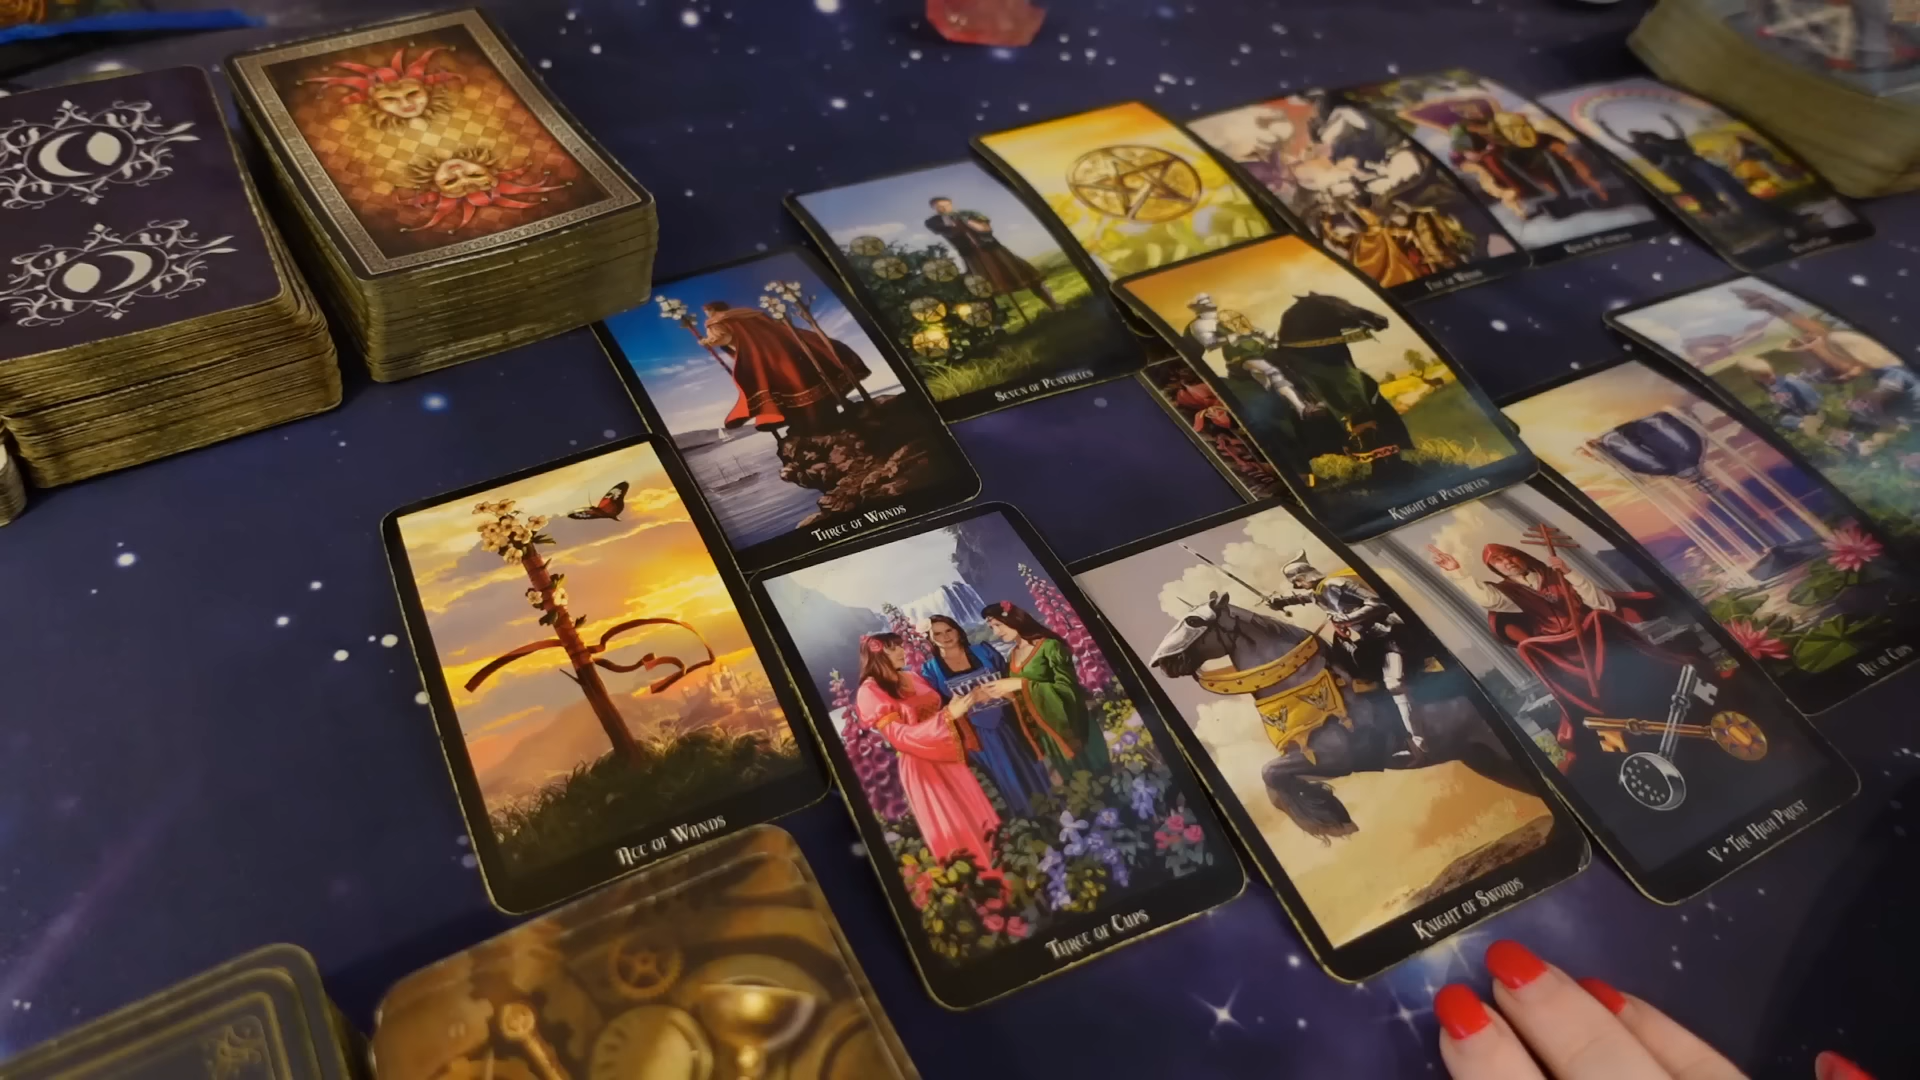 Seven of Pentacles
Three of Wands
Knight of Pentacles
Ace of Wands
Three of Cups
Knight of Swords
V • The High Priest
Ace of Cups